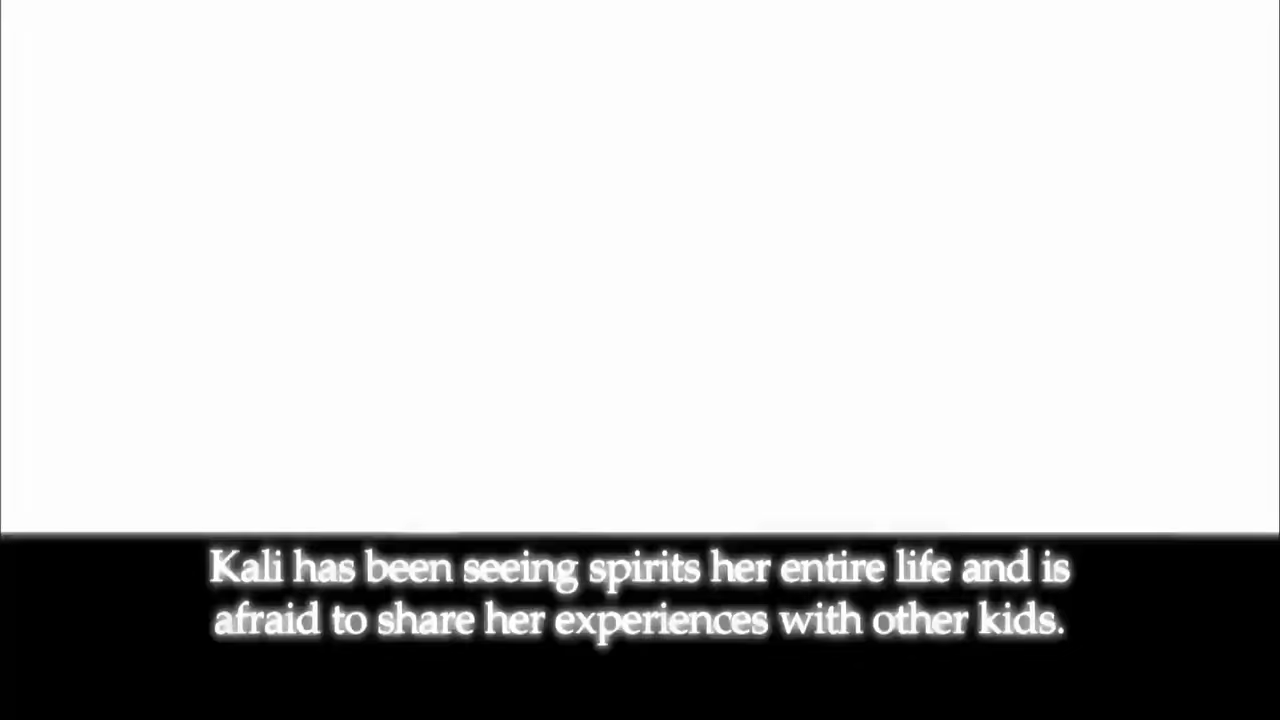 Kali has been seeing spirits her entire life and is
afraid to share her experiences with other kids.